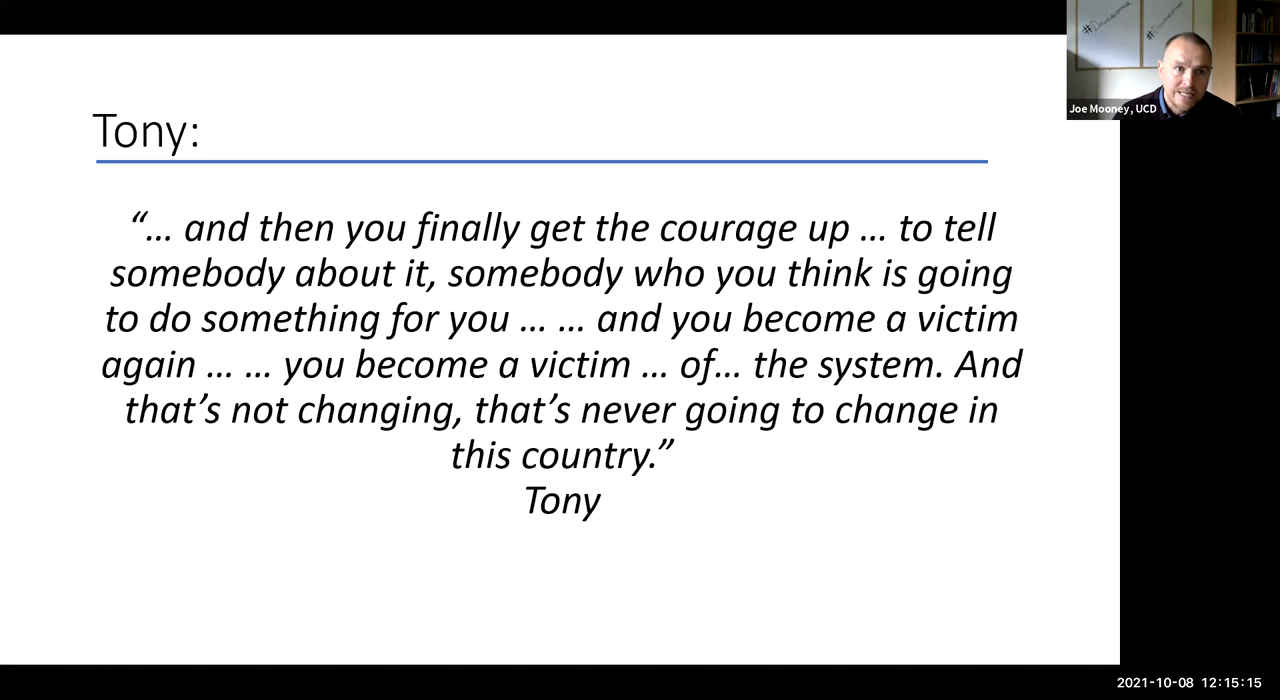 Tony:
“… and then you finally get the courage up … to tell
somebody about it, somebody who you think is going
to do something for you … … and you become a victim
again … … you become a victim … of… the system. And
that’s not changing, that’s never going to change in
this country.”
Tony
Joe Mooney, UCD
2021-10-08 12:15:15